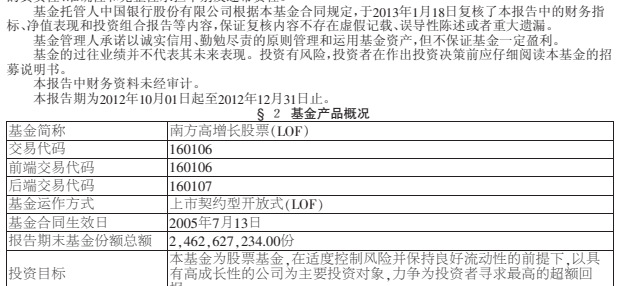 基金托管人中国银行股份有限公司根据本基金合同规定,于2013年1月18日复核了本报告中的财务指
标、净值表现和投资组合报告等内容,保证复核内容不存在虚假记载、误导性陈述或者重大遗漏。
基金管理人承诺以诚实信用、勤勉尽责的原则管理和运用基金资产,但不保证基金一定盈利。
基金的过往业绩并不代表其未来表现。投资有风险,投资者在作出投资决策前应仔细阅读本基金的招
募说明书。
本报告中财务资料未经审计。
本报告期为2012年10月01日起至2012年12月31日止。
§ 2 基金产品概况
基金简称 南方高增长股票(LOF)
交易代码 160106
前端交易代码 160106
后端交易代码 160107
基金运作方式 上市契约型开放式(LOF)
基金合同生效日 2005年7月13日
报告期末基金份额总额 2,462,627,234.00份
投资目标 本基金为股票基金,在适度控制风险并保持良好流动性的前提下,以具
有高成长性的公司为主要投资对象,力争为投资者寻求最高的超额回